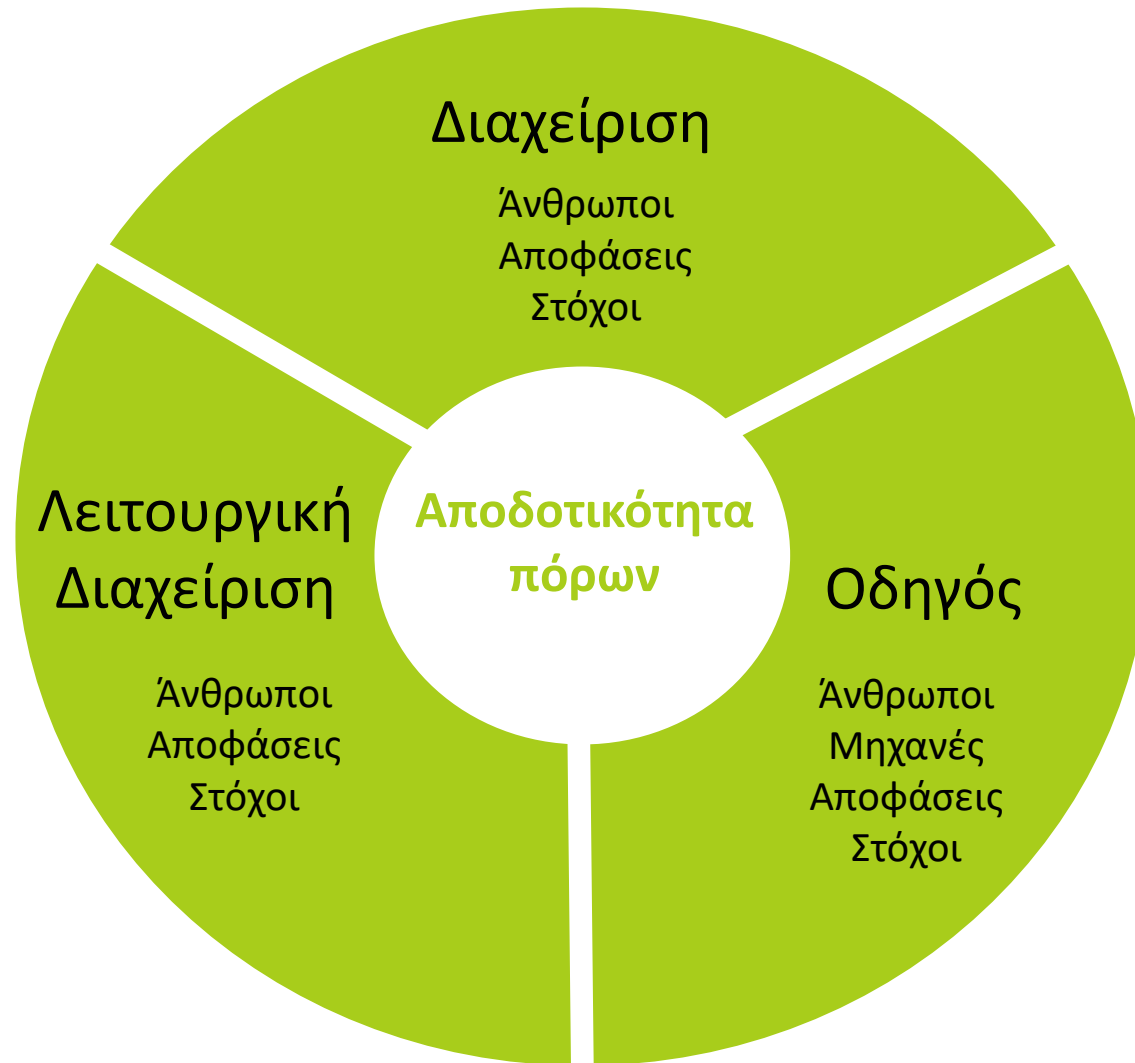 Διαχείριση
Άνθρωποι
Αποφάσεις
Στόχοι
Λειτουργική
Διαχείριση
Άνθρωποι
Αποφάσεις
Στόχοι
Αποδοτικότητα
πόρων
Οδηγός
Άνθρωποι
Μηχανές
Αποφάσεις
Στόχοι